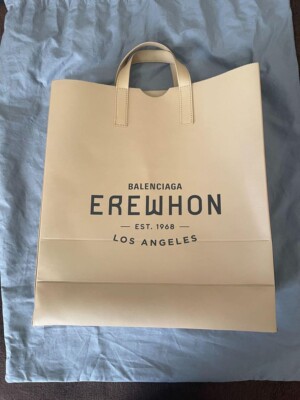 BALENCIAGA
EREWHON
— EST. 1968 —
LOS ANGELES